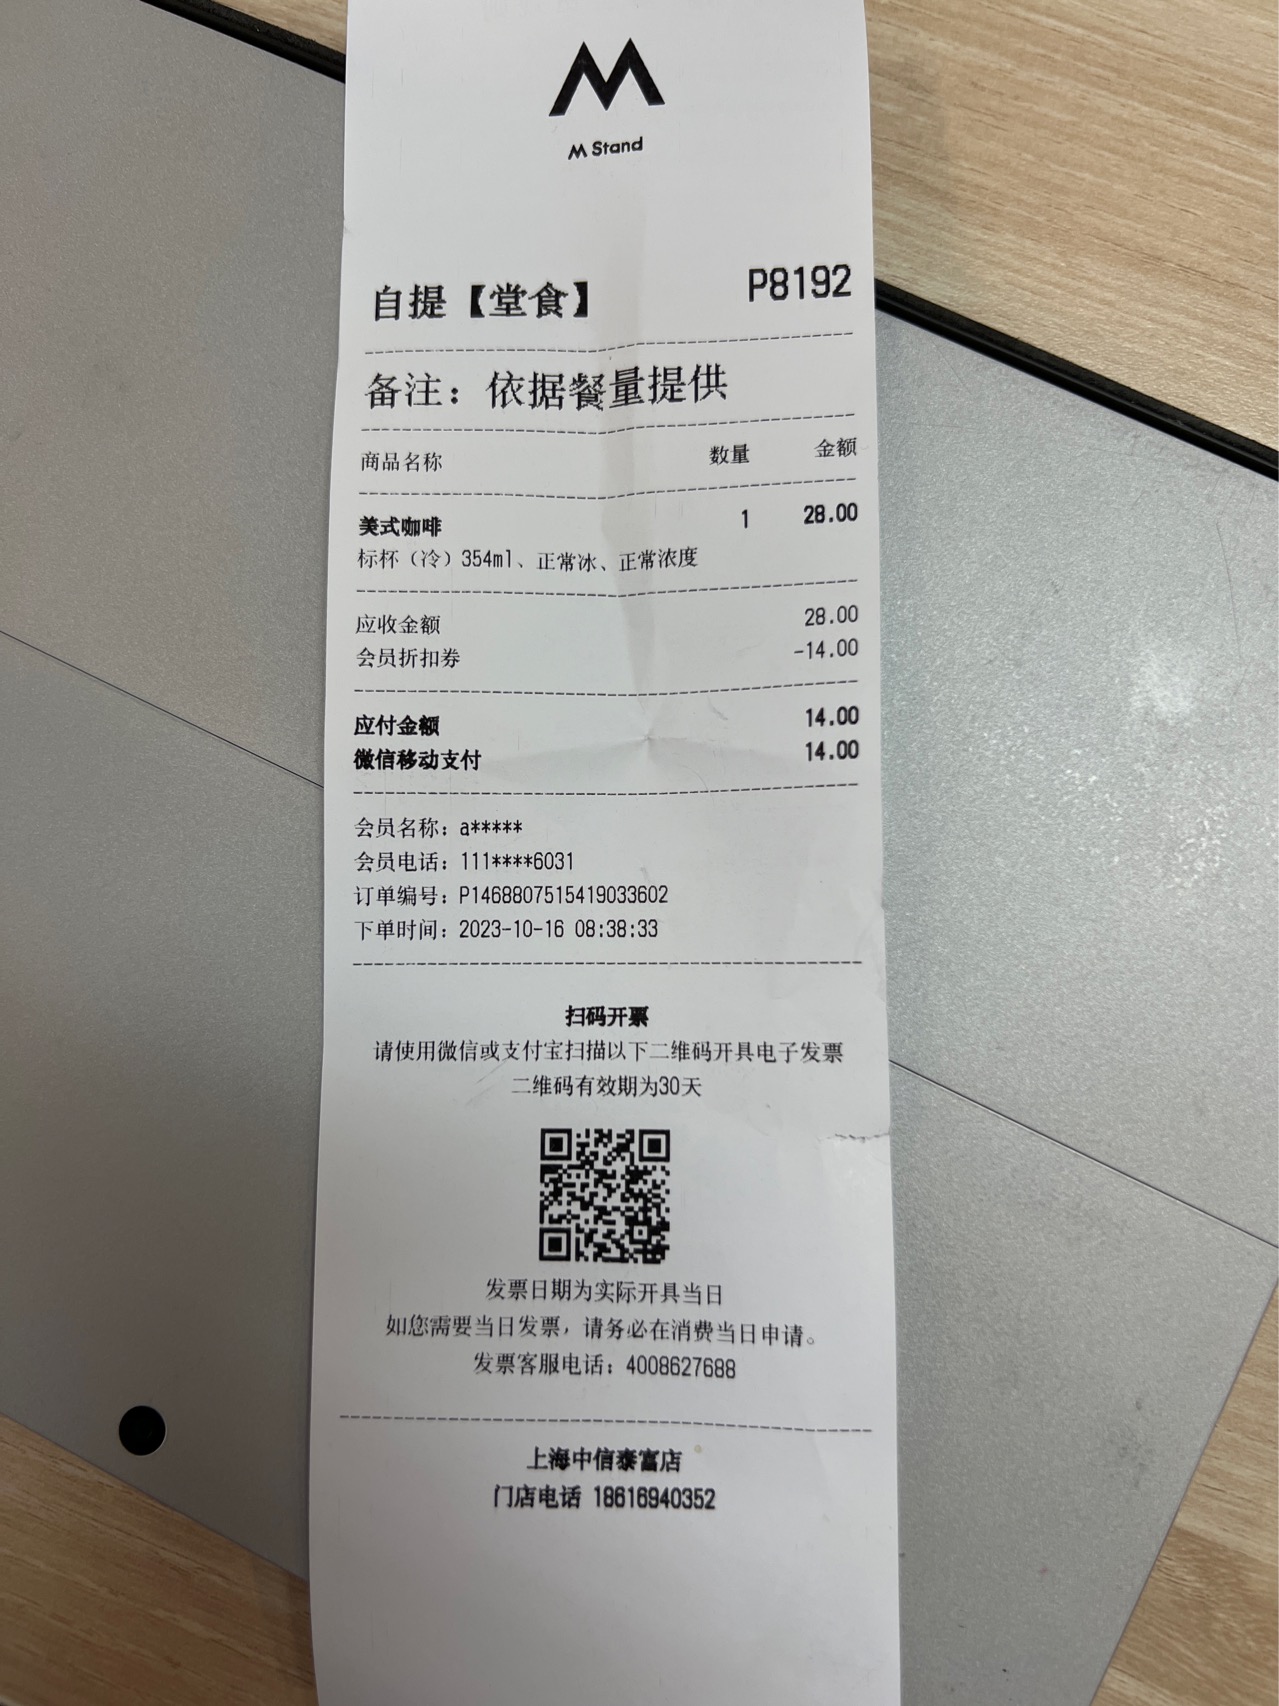 M Stand
自提【堂食】 P8192
备注：依据餐量提供
商品名称 数量 金额
美式咖啡 1 28.00
标杯（冷）354ml、正常冰、正常浓度
应收金额 28.00
会员折扣券 -14.00
应付金额 14.00
微信移动支付 14.00
会员名称：a*****
会员电话：111****6031
订单编号：P1468807515419033602
下单时间：2023-10-16 08:38:33
扫码开票
请使用微信或支付宝扫描以下二维码开具电子发票
二维码有效期为30天
发票日期为实际开具当日
如您需要当日发票，请务必在消费当日申请。
发票客服电话：4008627688
上海中信泰富店
门店电话 18616940352